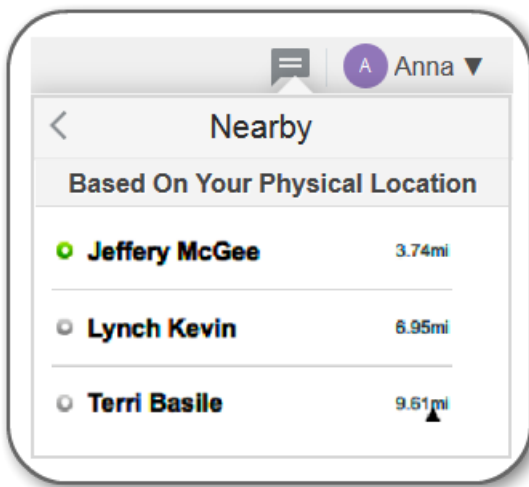 A Anna ▼
Nearby
Based On Your Physical Location
Jeffery McGee 3.74mi
Lynch Kevin 6.95mi
Terri Basile 9.61mi